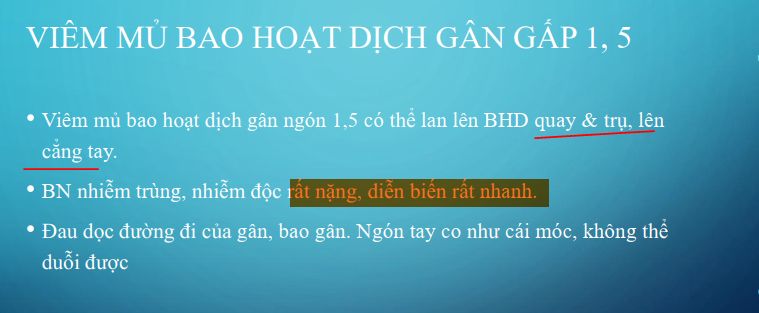 VIÊM MỦ BAO HOẠT DỊCH GÂN GẤP 1, 5
• Viêm mủ bao hoạt dịch gân ngón 1,5 có thể lan lên BHD quay & trụ, lên
cẳng tay.
• BN nhiễm trùng, nhiễm độc rất nặng, diễn biến rất nhanh.
• Đau dọc đường đi của gân, bao gân. Ngón tay co như cái móc, không thể
duỗi được